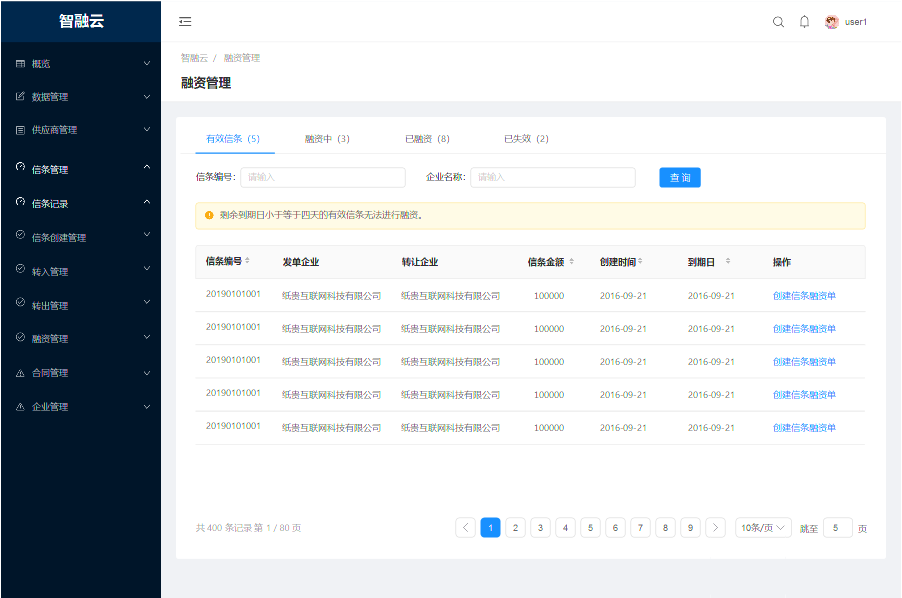 智融云
user1
概览
数据管理
供应商管理
信条管理
信条记录
信条创建管理
转入管理
转出管理
融资管理
合同管理
企业管理
智融云 / 融资管理
融资管理
有效信条（5） 融资中（3） 已融资（8） 已失效（2）
信条编号： 请输入 企业名称： 请输入 查 询
剩余到期日小于等于四天的有效信条无法进行融资。
信条编号 发单企业 转让企业 信条金额 创建时间 到期日 操作
20190101001 纸贵互联网科技有限公司 纸贵互联网科技有限公司 100000 2016-09-21 2016-09-21 创建信条融资单
20190101001 纸贵互联网科技有限公司 纸贵互联网科技有限公司 100000 2016-09-21 2016-09-21 创建信条融资单
20190101001 纸贵互联网科技有限公司 纸贵互联网科技有限公司 100000 2016-09-21 2016-09-21 创建信条融资单
20190101001 纸贵互联网科技有限公司 纸贵互联网科技有限公司 100000 2016-09-21 2016-09-21 创建信条融资单
20190101001 纸贵互联网科技有限公司 纸贵互联网科技有限公司 100000 2016-09-21 2016-09-21 创建信条融资单
共 400 条记录 第 1 / 80 页 < 1 2 3 4 5 6 7 8 9 > 10条/页 跳至 5 页